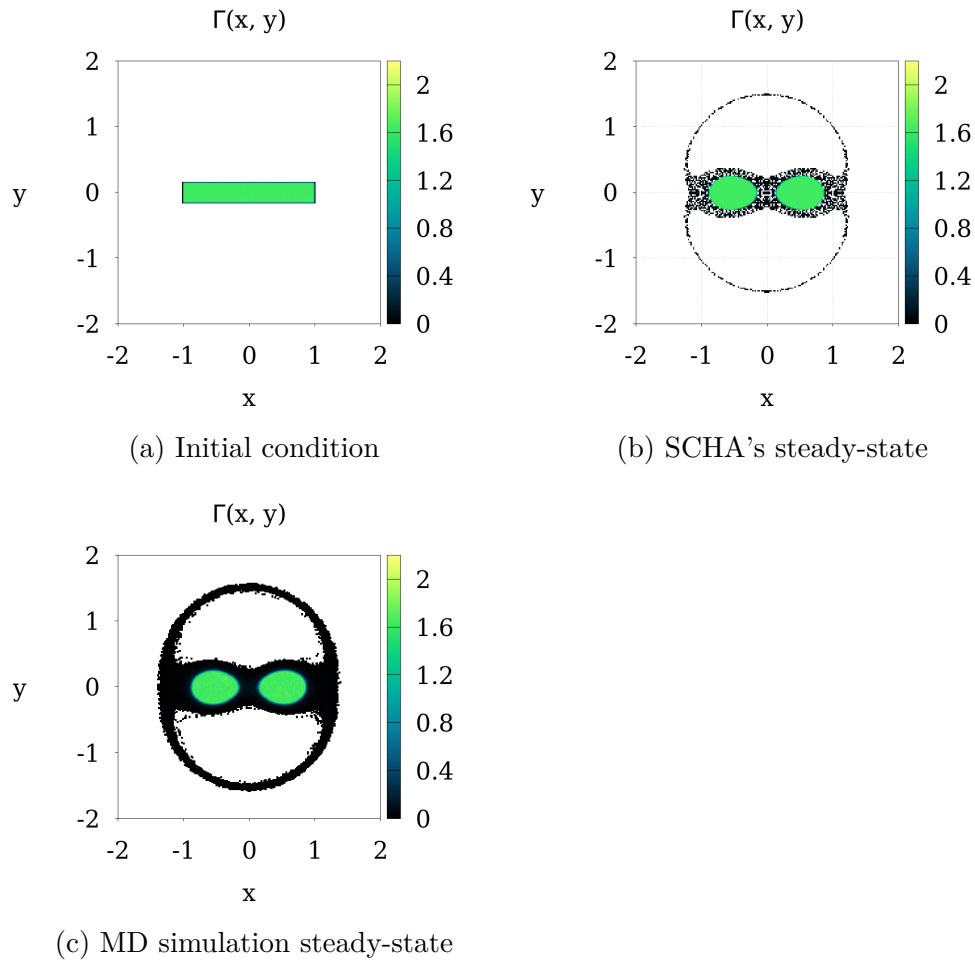 Γ(x, y)
2
1
0
-1
-2
y
-2 -1 0 1 2
x
2
1.6
1.2
0.8
0.4
0
(a) Initial condition
Γ(x, y)
2
1
0
-1
-2
y
-2 -1 0 1 2
x
2
1.6
1.2
0.8
0.4
0
(b) SCHA's steady-state
Γ(x, y)
2
1
0
-1
-2
y
-2 -1 0 1 2
x
2
1.6
1.2
0.8
0.4
0
(c) MD simulation steady-state